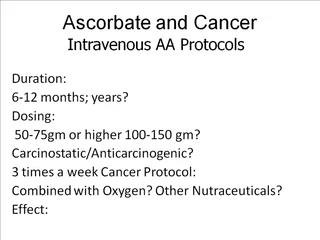 Ascorbate and Cancer
Intravenous AA Protocols
Duration:
6-12 months; years?
Dosing:
50-75gm or higher 100-150 gm?
Carcinostatic/Anticarcinogenic?
3 times a week Cancer Protocol:
Combined with Oxygen? Other Nutraceuticals?
Effect: